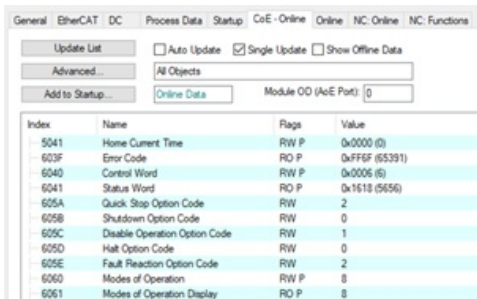 General EtherCAT DC Process Data Startup CoE - Online Online NC: Online NC: Functions
Update List Auto Update Single Update Show Offline Data
Advanced... All Objects
Add to Startup... Online Data Module OD (AoE Port): 0
Index Name Flags Value
5041 Home Current Time RW P 0x0000 (0)
603F Error Code RO P 0xFF6F (65391)
6040 Control Word RW P 0x0006 (6)
6041 Status Word RO P 0x1618 (5656)
605A Quick Stop Option Code RW 2
605B Shutdown Option Code RW 0
605C Disable Operation Option Code RW 1
605D Halt Option Code RW 0
605E Fault Reaction Option Code RW 2
6060 Modes of Operation RW P 8
6061 Modes of Operation Display RO P 8